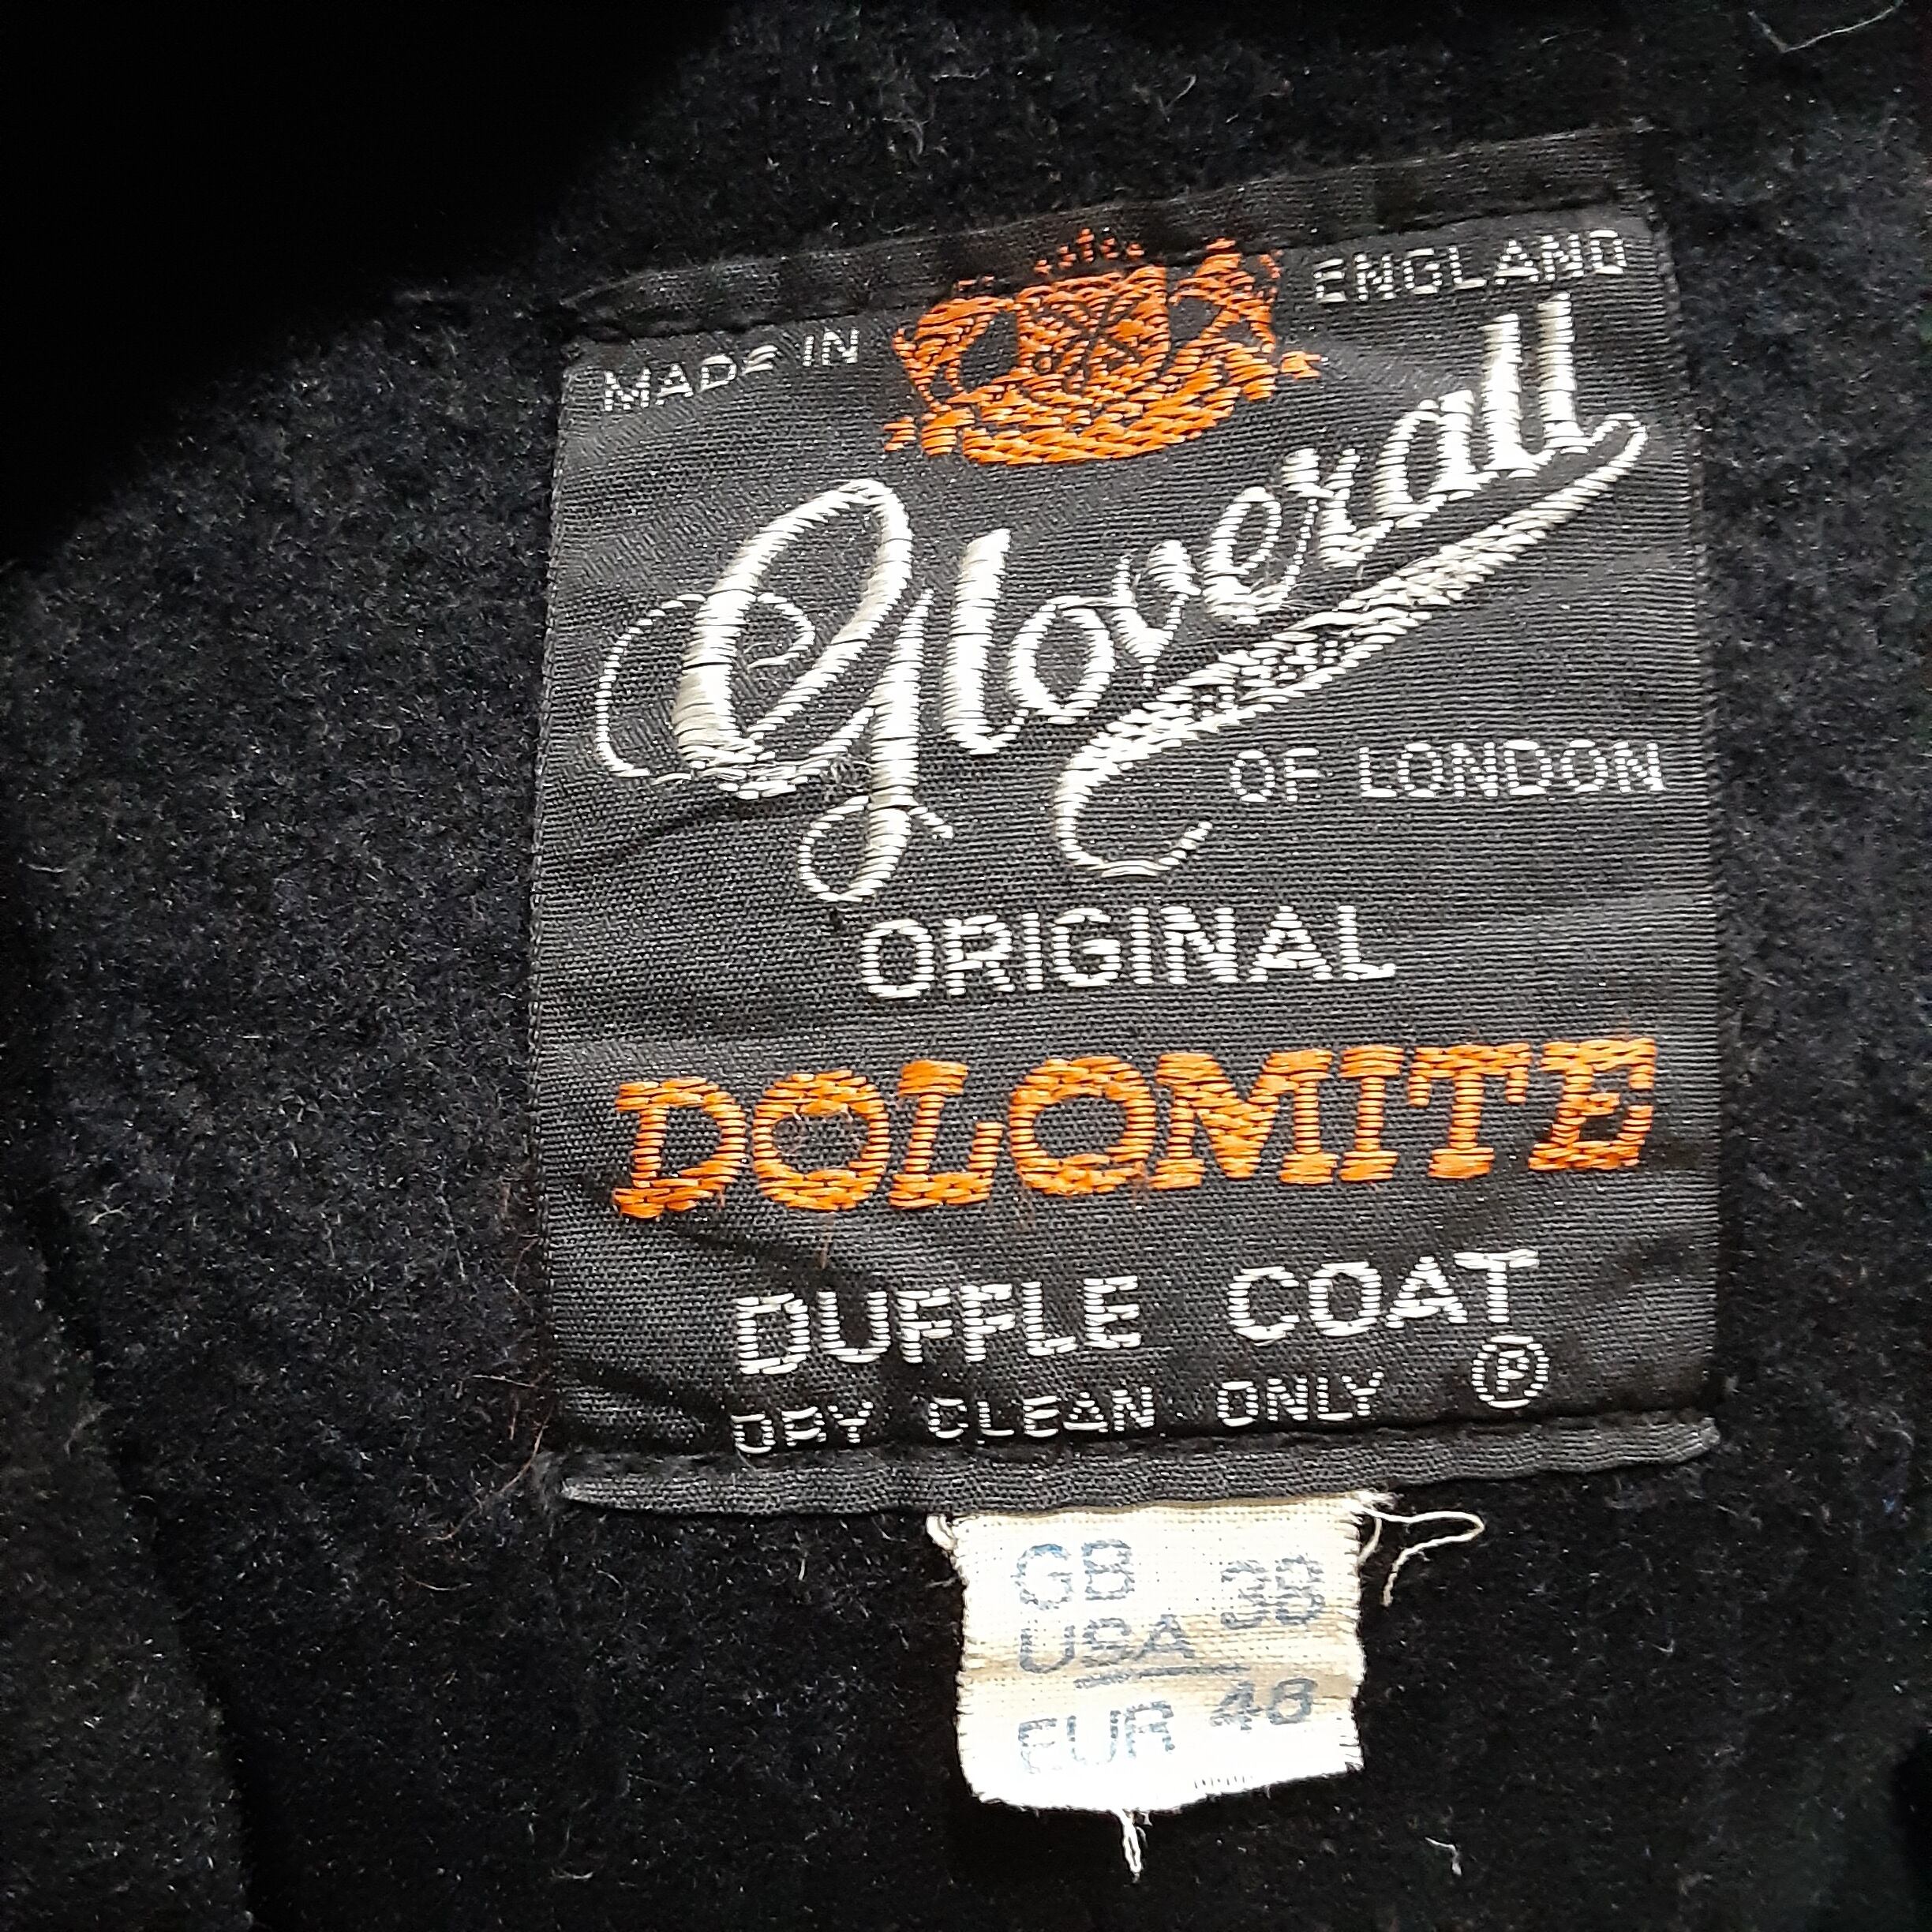 MADE IN ENGLAND
Gloverall
OF LONDON
ORIGINAL
DOLOMITE
DUFFLE COAT
DRY CLEAN ONLY Ⓟ
GB 38
USA
EUR 48